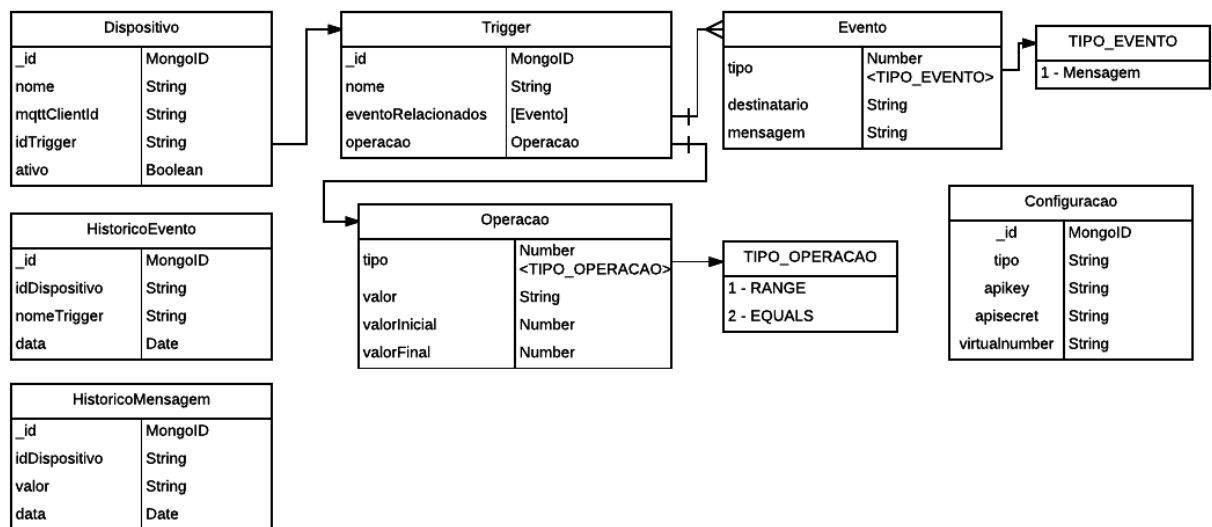 Dispositivo
_id MongoID
nome String
mqttClientId String
idTrigger String
ativo Boolean
Trigger
_id MongoID
nome String
eventoRelacionados [Evento]
operacao Operacao
Evento
tipo Number
<TIPO_EVENTO>
destinatario String
mensagem String
TIPO_EVENTO
1 - Mensagem
HistoricoEvento
_id MongoID
idDispositivo String
nomeTrigger String
data Date
Operacao
tipo Number
<TIPO_OPERACAO>
valor String
valorInicial Number
valorFinal Number
TIPO_OPERACAO
1 - RANGE
2 - EQUALS
Configuracao
_id MongoID
tipo String
apikey String
apisecret String
virtualnumber String
HistoricoMensagem
_id MongoID
idDispositivo String
valor String
data Date